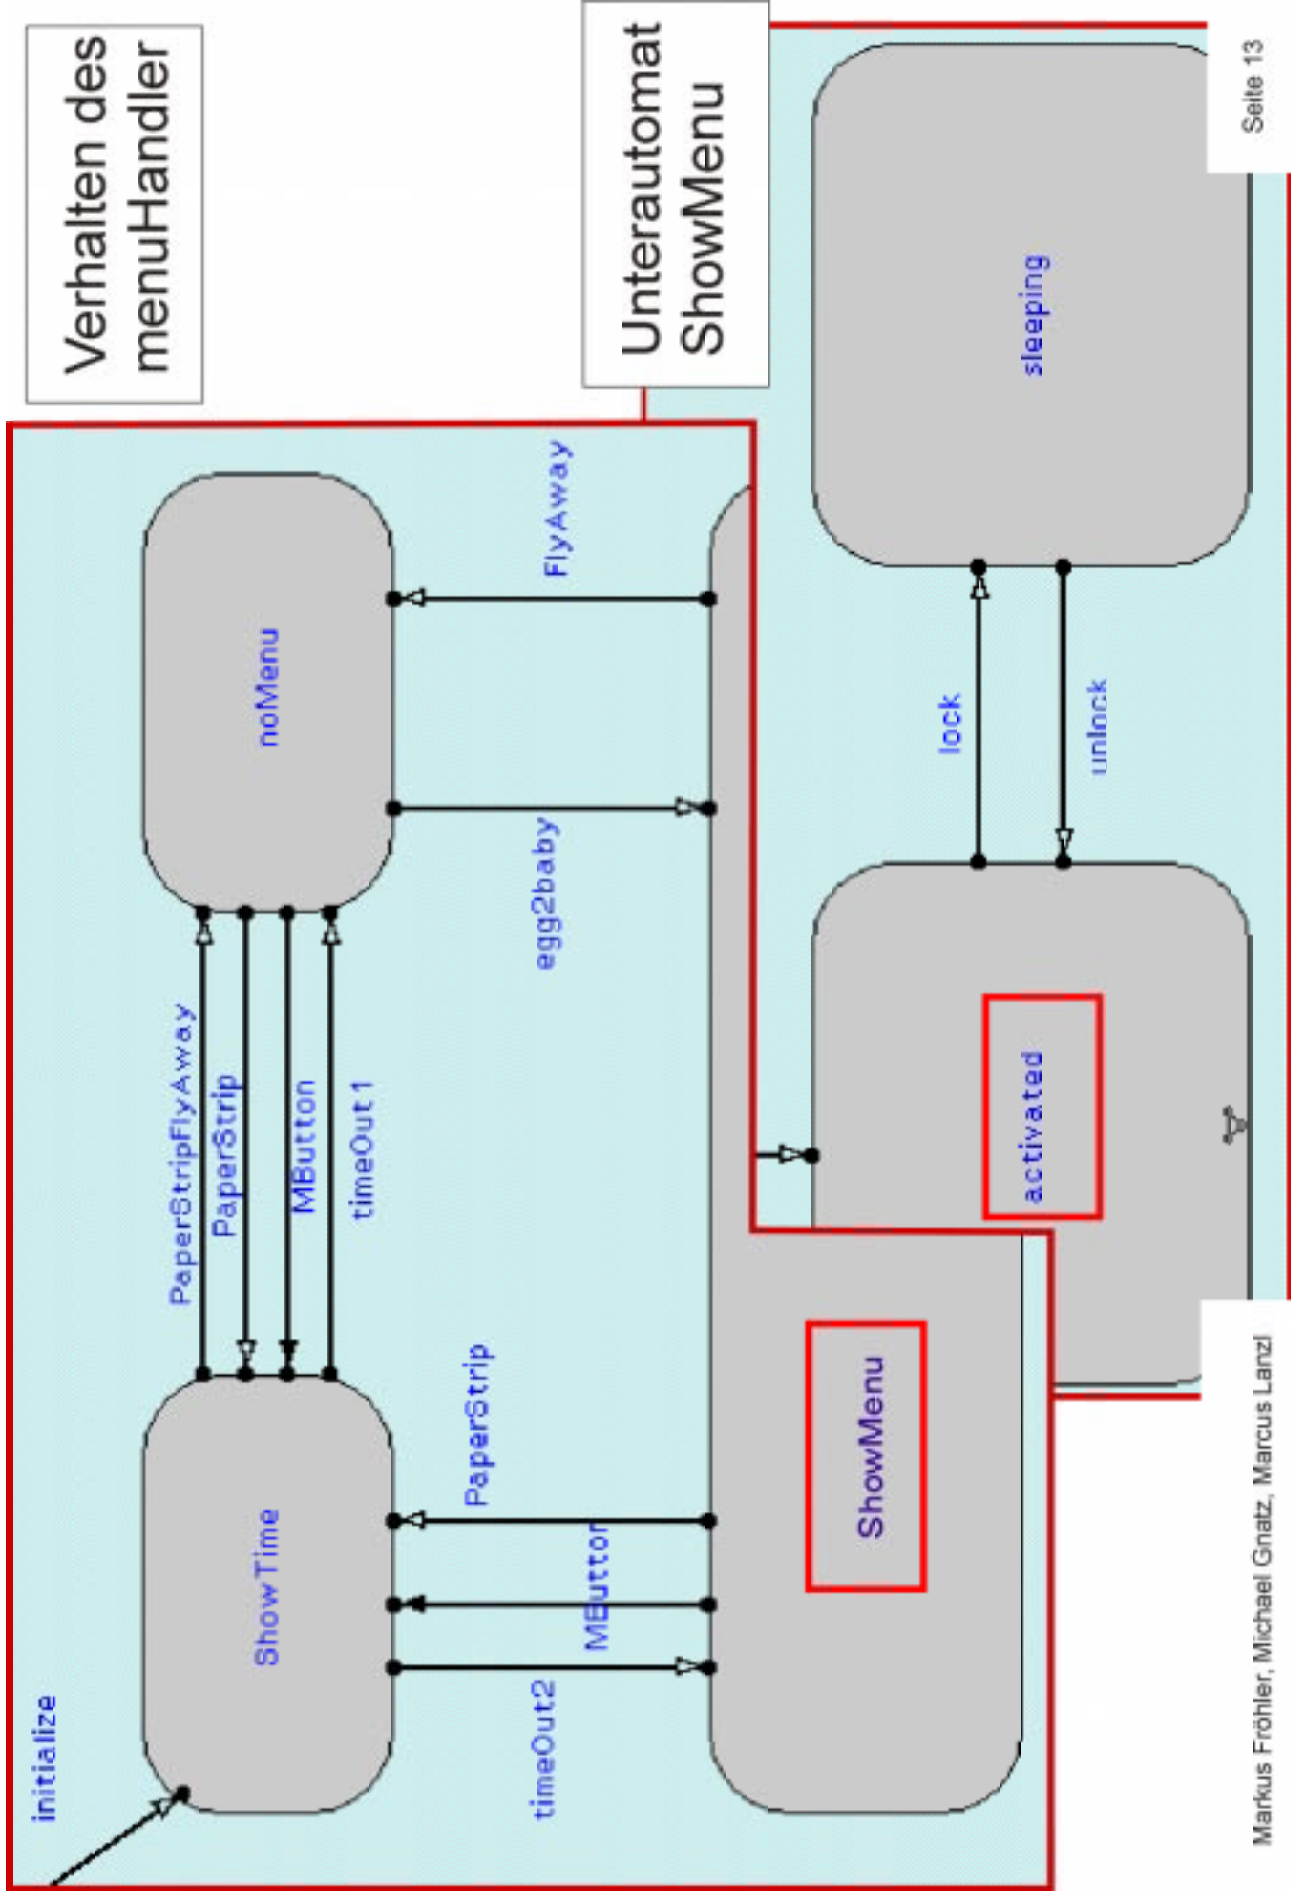 Verhalten des
menuHandler
initialize
ShowTime
noMenu
PaperStripFlyAway
PaperStrip
MButton
timeOut1
timeOut2
MButton
PaperStrip
egg2baby
FlyAway
ShowMenu
Unterautomat
ShowMenu
activated
lock
unlock
sleeping
Markus Fröhler, Michael Gnatz, Marcus Lanzl
Seite 13